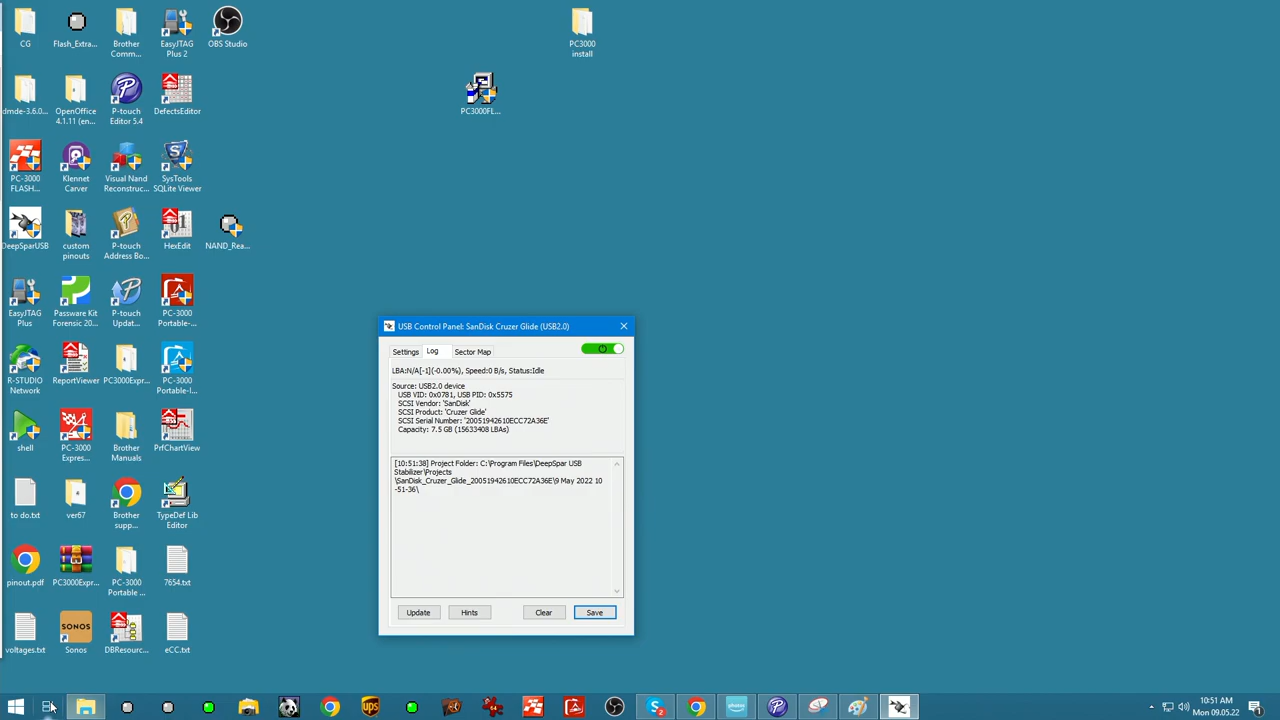 CG
Flash_Extra...
Brother
Comm...
EasyJTAG
Plus 2
OBS Studio
PC3000
install
dmde-3.6.0...
OpenOffice
4.1.11 (en...
P-touch
Editor 5.4
DefectsEditor
PC3000FL...
PC-3000
FLASH...
Klennet
Carver
Visual Nand
Reconstruc...
SysTools
SQLite Viewer
DeepSparUSB
custom
pinouts
P-touch
Address Bo...
HexEdit
NAND_Rea...
EasyJTAG
Plus
Passware Kit
Forensic 20...
P-touch
Updat...
PC-3000
Portable-...
R-STUDIO
Network
ReportViewer
PC3000Expr...
PC-3000
Portable-I...
shell
PC-3000
Expres...
Brother
Manuals
PrfChartView
to do.txt
ver67
Brother
supp...
TypeDef Lib
Editor
pinout.pdf
PC3000Expr...
PC-3000
Portable ...
7654.txt
voltages.txt
SONOS
Sonos
DBResourc...
eCC.txt
USB Control Panel: SanDisk Cruzer Glide (USB2.0)
Settings
Log
Sector Map
LBA:N/A[-1](-0.00%), Speed:0 B/s, Status:Idle
Source: USB2.0 device
USB VID: 0x0781, USB PID: 0x5575
SCSI Vendor: 'SanDisk'
SCSI Product: 'Cruzer Glide'
SCSI Serial Number: '20051942610ECC72A36E'
Capacity: 7.5 GB (15633408 LBAs)
[10:51:38] Project Folder: C:\Program Files\DeepSpar USB
Stabilizer\Projects
\SanDisk_Cruzer_Glide_20051942610ECC72A36E\9 May 2022 10
-51-36\
Update
Hints
Clear
Save
ups
64
2
photos
10:51 AM
Mon 09.05.22
1